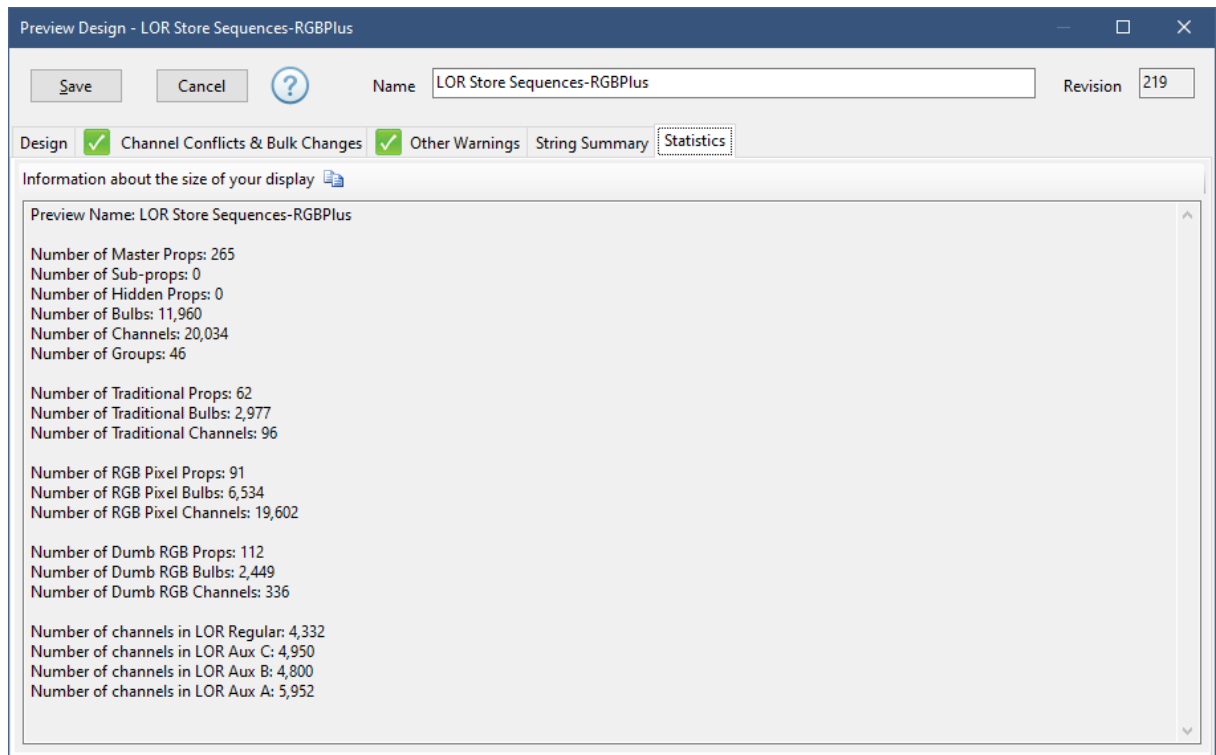 Preview Design - LOR Store Sequences-RGBPlus
Save Cancel ? Name LOR Store Sequences-RGBPlus Revision 219
Design Channel Conflicts & Bulk Changes Other Warnings String Summary Statistics
Information about the size of your display
Preview Name: LOR Store Sequences-RGBPlus
Number of Master Props: 265
Number of Sub-props: 0
Number of Hidden Props: 0
Number of Bulbs: 11,960
Number of Channels: 20,034
Number of Groups: 46
Number of Traditional Props: 62
Number of Traditional Bulbs: 2,977
Number of Traditional Channels: 96
Number of RGB Pixel Props: 91
Number of RGB Pixel Bulbs: 6,534
Number of RGB Pixel Channels: 19,602
Number of Dumb RGB Props: 112
Number of Dumb RGB Bulbs: 2,449
Number of Dumb RGB Channels: 336
Number of channels in LOR Regular: 4,332
Number of channels in LOR Aux C: 4,950
Number of channels in LOR Aux B: 4,800
Number of channels in LOR Aux A: 5,952